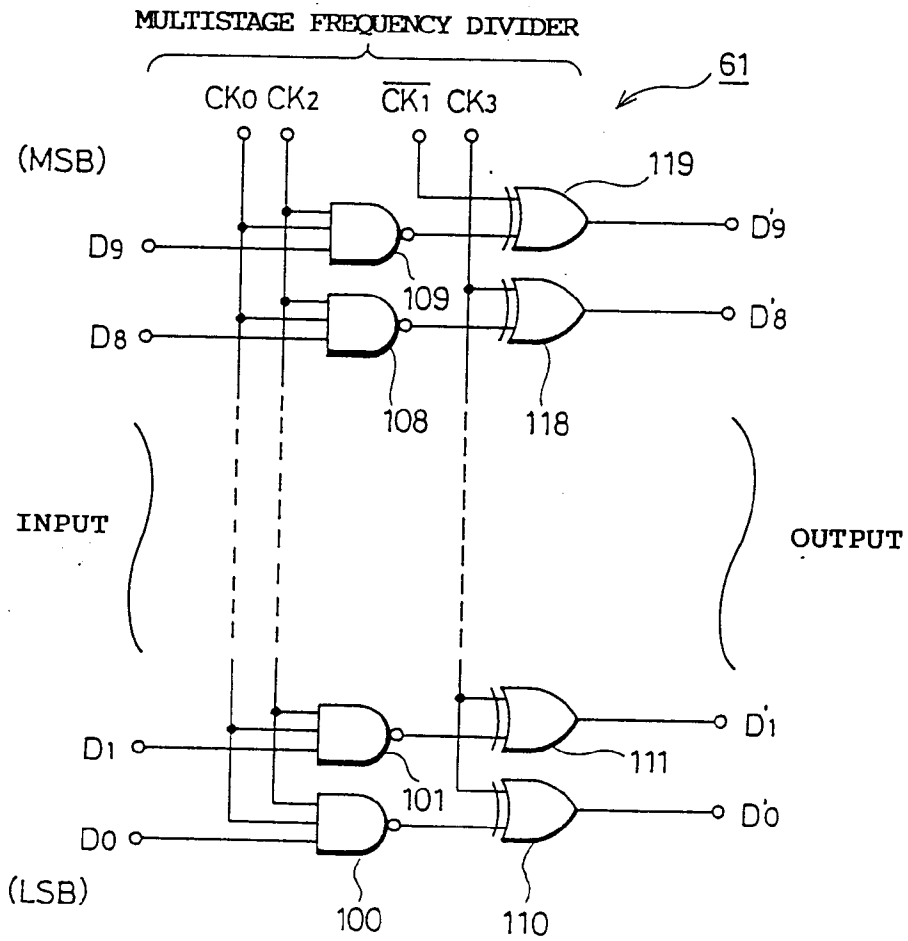 MULTISTAGE FREQUENCY DIVIDER
61
CK0 CK2 C̅K̅1̅ CK3
(MSB)
119
D9
D'9
109
D8
D'8
108
118
INPUT
OUTPUT
D1
D'1
101
111
D0
D'0
(LSB)
100
110